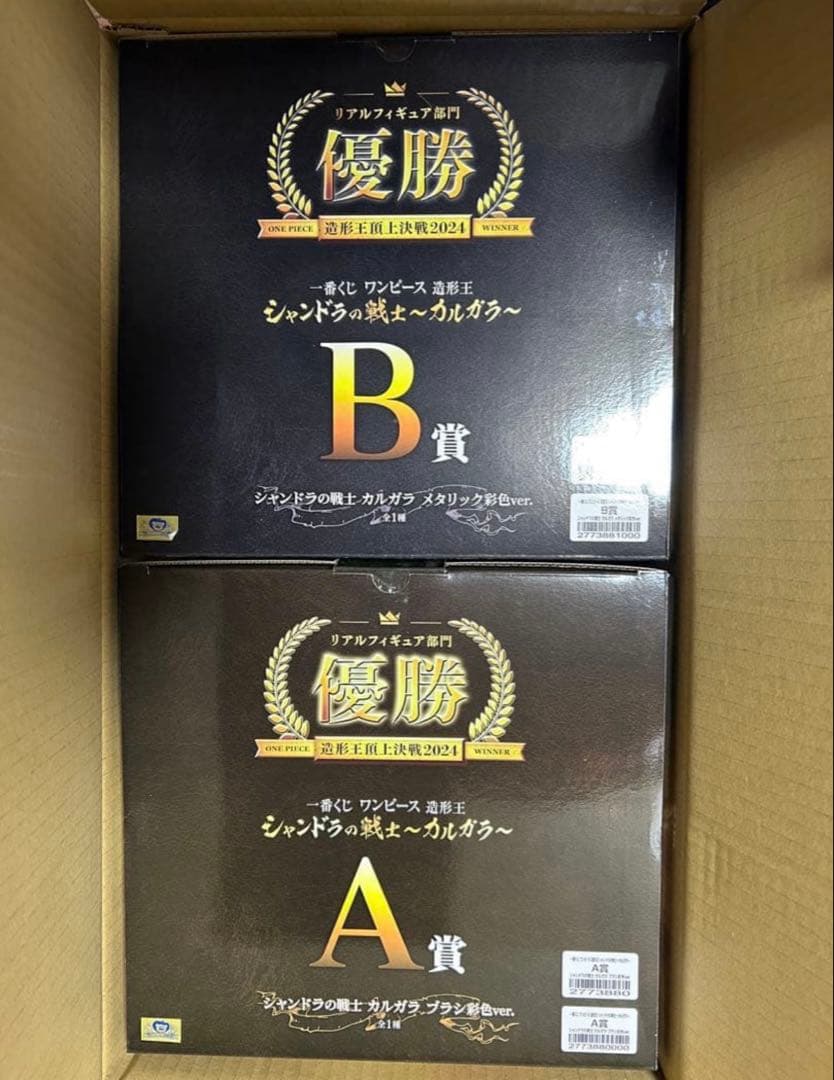 リアルフィギュア部門
優勝
ONE PIECE 造形王頂上決戦2024 WINNER
一番くじ ワンピース 造形王
シャンドラの戦士～カルガラ～
B賞
シャンドラの戦士 カルガラ メタリック彩色ver.
全1種
B賞
2773881000
リアルフィギュア部門
優勝
ONE PIECE 造形王頂上決戦2024 WINNER
一番くじ ワンピース 造形王
シャンドラの戦士～カルガラ～
A賞
シャンドラの戦士 カルガラ ブラシ彩色ver.
全1種
A賞
2773880
A賞
2773880000